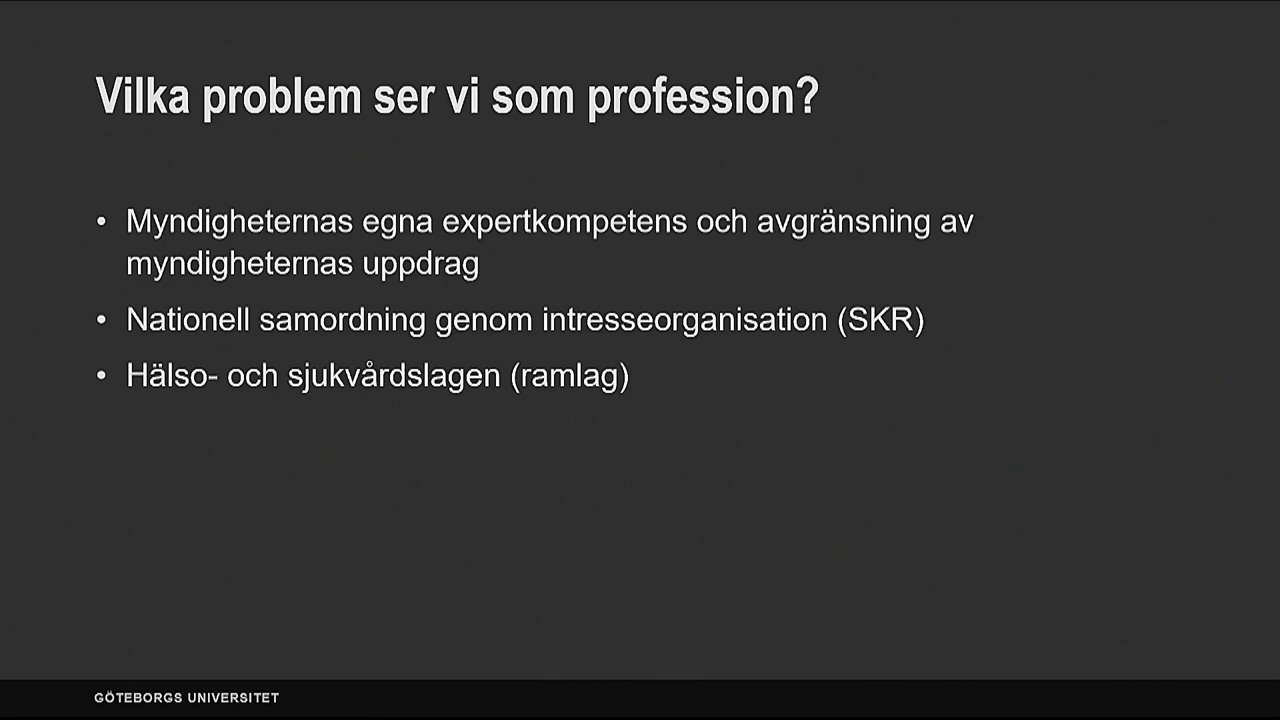 Vilka problem ser vi som profession?
• Myndigheternas egna expertkompetens och avgränsning av
myndigheternas uppdrag
• Nationell samordning genom intresseorganisation (SKR)
• Hälso- och sjukvårdslagen (ramlag)
GÖTEBORGS UNIVERSITET